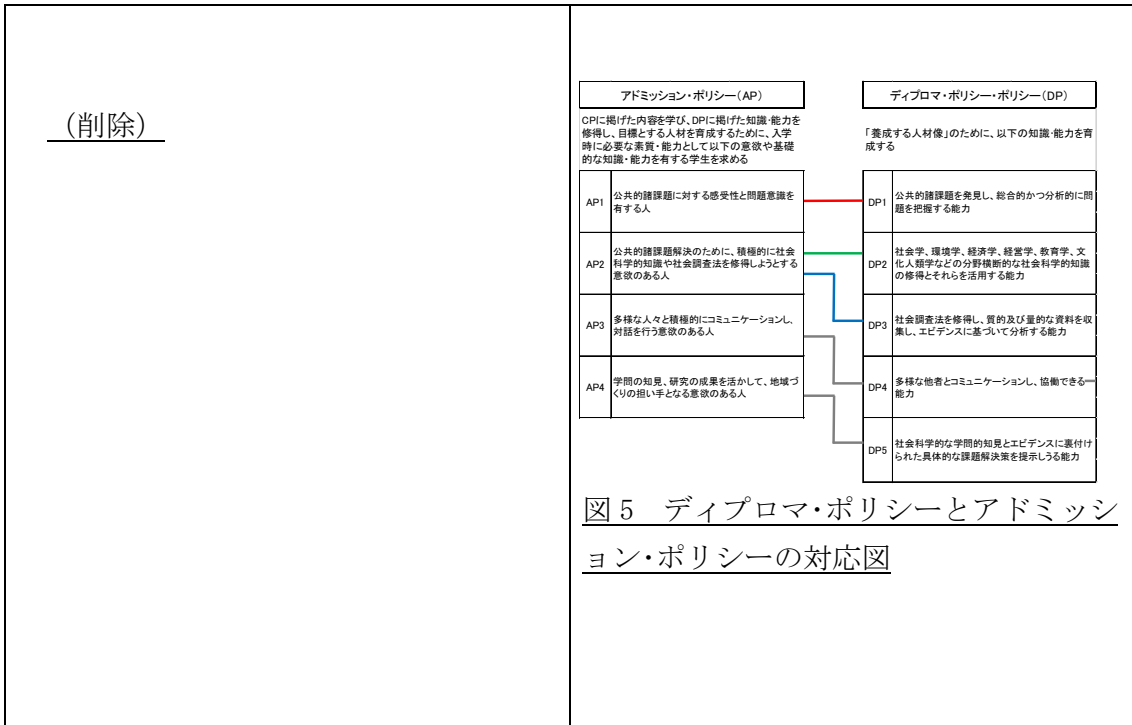 (削除)
アドミッション・ポリシー(AP)
CPに掲げた内容を学び、DPに掲げた知識・能力を
修得し、目標とする人材を育成するために、入学
時に必要な素質・能力として以下の意欲や基礎
的な知識・能力を有する学生を求める
AP1
公共的諸課題に対する感受性と問題意識を
有する人
AP2
公共的諸課題解決のために、積極的に社会
科学的知識や社会調査法を修得しようとする
意欲のある人
AP3
多様な人々と積極的にコミュニケーションし、
対話を行う意欲のある人
AP4
学問の知見、研究の成果を活かして、地域づ
くりの担い手となる意欲のある人
ディプロマ・ポリシー・ポリシー(DP)
「養成する人材像」のために、以下の知識・能力を育
成する
DP1
公共的諸課題を発見し、総合的かつ分析的に問
題を把握する能力
DP2
社会学、環境学、経済学、経営学、教育学、文
化人類学などの分野横断的な社会科学的知識
の修得とそれらを活用する能力
DP3
社会調査法を修得し、質的及び量的な資料を収
集し、エビデンスに基づいて分析する能力
DP4
多様な他者とコミュニケーションし、協働できる
能力
DP5
社会科学的な学問的知見とエビデンスに裏付け
られた具体的な課題解決策を提示しうる能力
図5　ディプロマ・ポリシーとアドミッシ
ョン・ポリシーの対応図